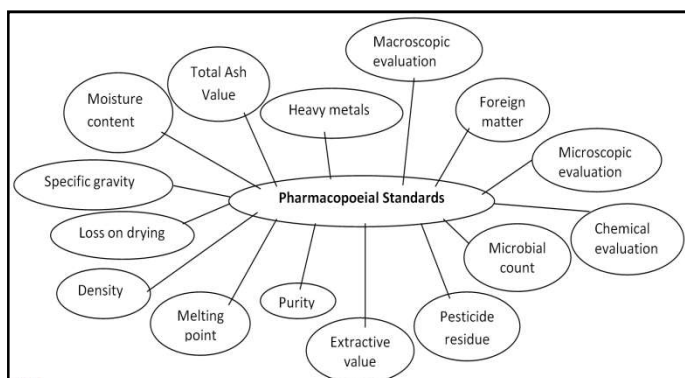 Macroscopic
evaluation
Total Ash
Value
Heavy metals
Foreign
matter
Moisture
content
Microscopic
evaluation
Specific gravity
Pharmacopoeial Standards
Loss on drying
Chemical
evaluation
Microbial
count
Density
Purity
Melting
point
Pesticide
residue
Extractive
value